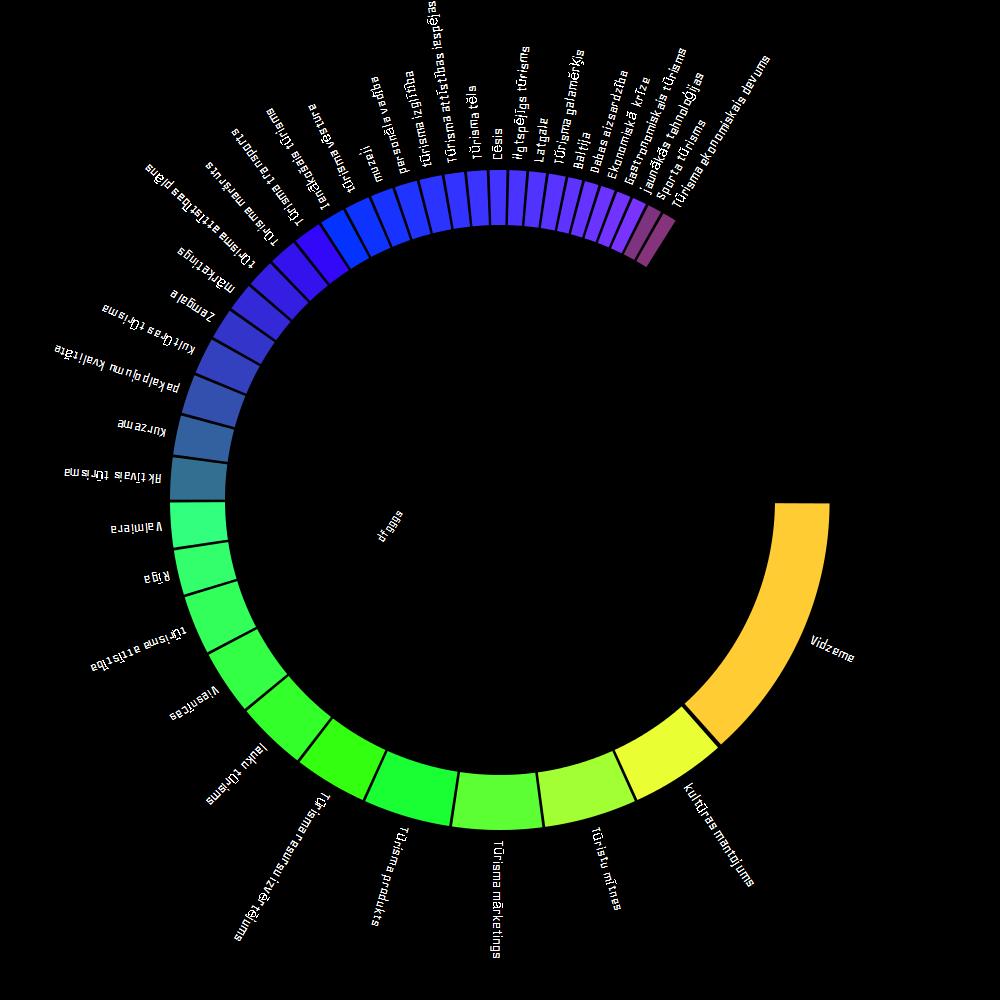 Vidzeme
kultūras mantojums
Tūristu mītnes
Tūrisma mārketings
Tūrisma produkts
Tūrisma resursu izvērtējums
lauku tūrisms
Viesnīcas
tūrisma attīstība
Rīga
Valmiera
Aktīvais tūrisms
Kurzeme
pakalpojumu kvalitāte
Kultūras tūrisms
Zemgale
mārketings
tūrisma attīstības plāns
Tūrisma maršruts
Tūrisma transports
Ienākošais tūrisms
tūrisma vēsture
muzeji
personāla vadība
tūrisma izglītība
Tūrisma attīstības iespējas
Tūrisma tēls
Cēsis
Ilgtspējīgs tūrisms
Latgale
Tūrisma galamērķis
Baltija
Dabas aizsardzība
Ekonomiskā krīze
Gastronomiskais tūrisms
jaunākās tehnoloģijas
Sporta tūrisms
Tūrisma ekonomiskais devums
dfgggs